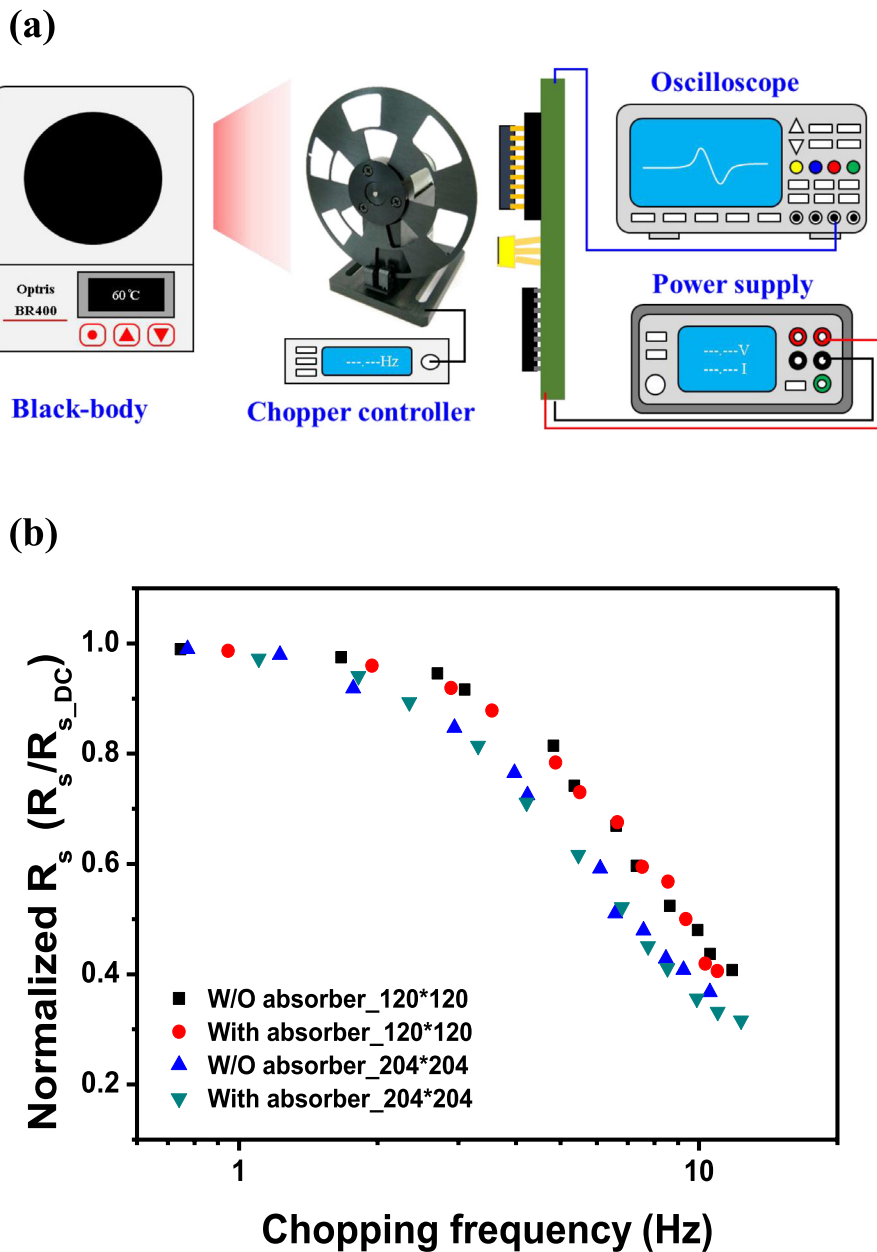 (a)
Oscilloscope
Optris
BR400
60℃
---.---Hz
Power supply
---.---V
---.--- I
Black-body
Chopper controller
(b)
Normalized Rs (Rs/Rs_DC)
1.0
0.8
0.6
0.4
0.2
W/O absorber_120*120
With absorber_120*120
W/O absorber_204*204
With absorber_204*204
1
10
Chopping frequency (Hz)